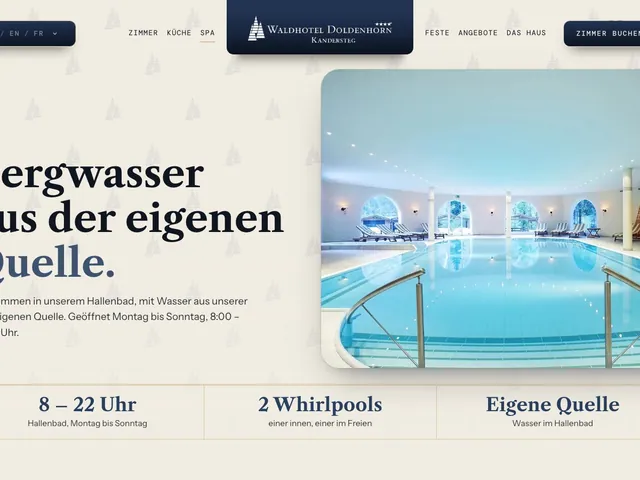 / EN / FR
ZIMMER KÜCHE SPA
WALDHOTEL DOLDENHORN
KANDERSTEG
FESTE ANGEBOTE DAS HAUS
ZIMMER BUCHEN
ergwasser
us der eigenen
Quelle.
mmen in unserem Hallenbad, mit Wasser aus unserer
igenen Quelle. Geöffnet Montag bis Sonntag, 8:00 –
Uhr.
8 – 22 Uhr
Hallenbad, Montag bis Sonntag
2 Whirlpools
einer innen, einer im Freien
Eigene Quelle
Wasser im Hallenbad